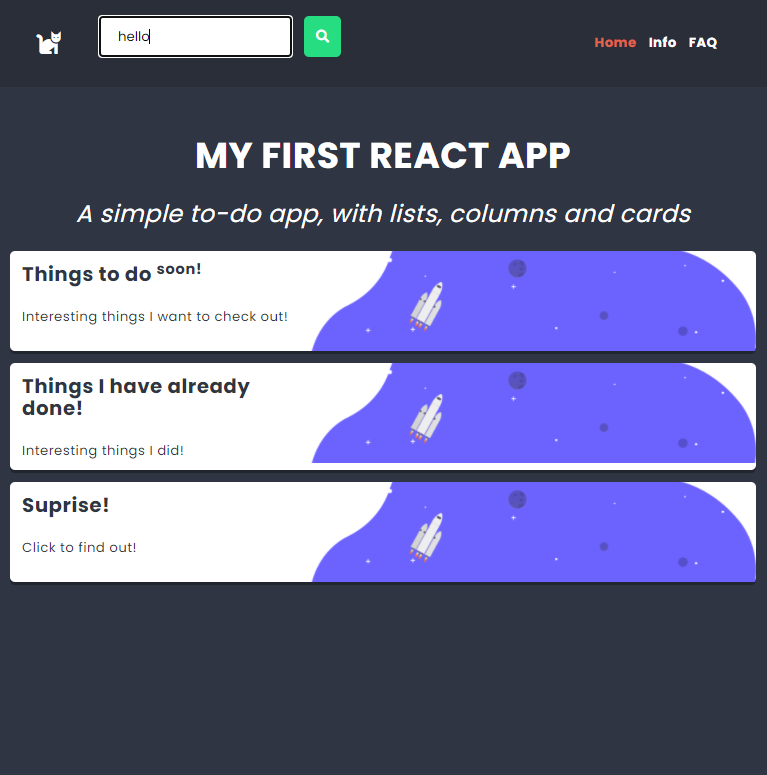 hello
Home Info FAQ
MY FIRST REACT APP
A simple to-do app, with lists, columns and cards
Things to do soon!
Interesting things I want to check out!
Things I have already
done!
Interesting things I did!
Suprise!
Click to find out!